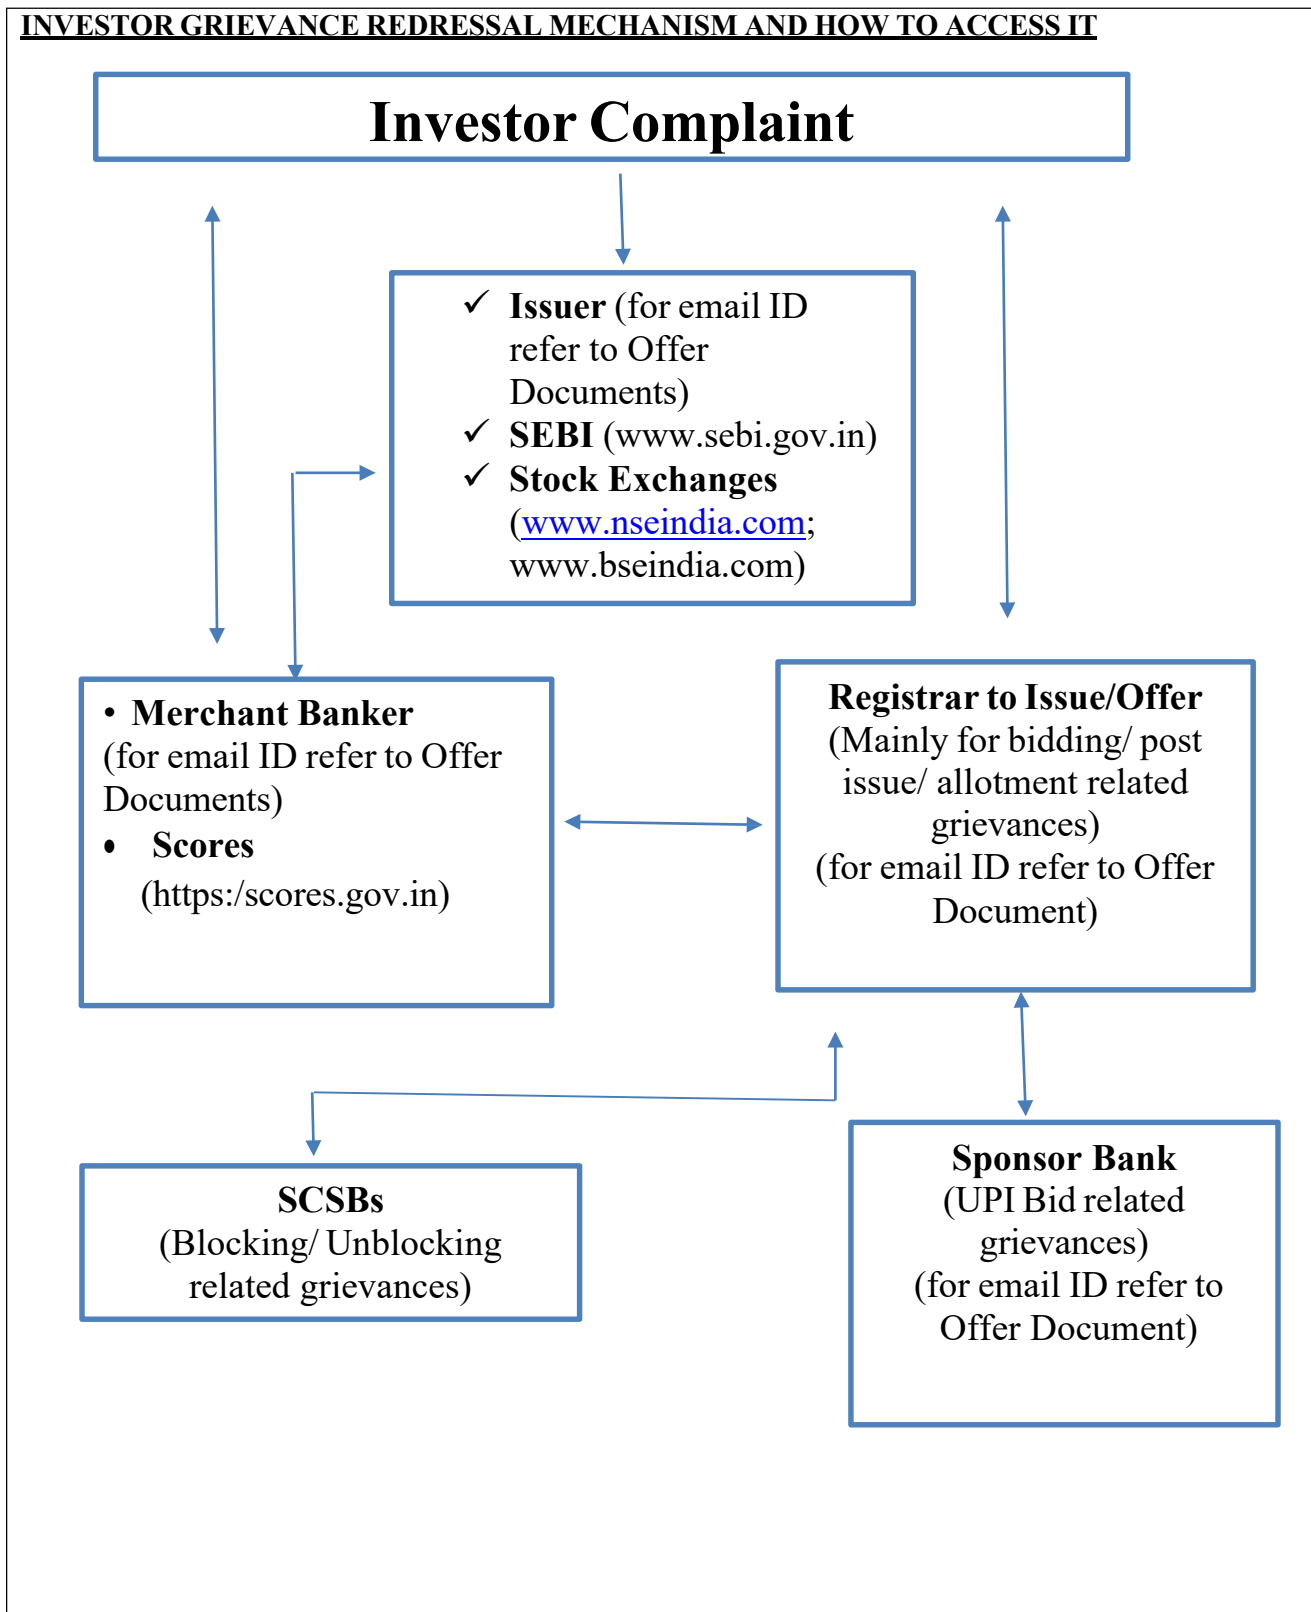 INVESTOR GRIEVANCE REDRESSAL MECHANISM AND HOW TO ACCESS IT
Investor Complaint
✓ Issuer (for email ID
refer to Offer
Documents)
✓ SEBI (www.sebi.gov.in)
✓ Stock Exchanges
(www.nseindia.com;
www.bseindia.com)
• Merchant Banker
(for email ID refer to Offer
Documents)
• Scores
(https:/scores.gov.in)
Registrar to Issue/Offer
(Mainly for bidding/ post
issue/ allotment related
grievances)
(for email ID refer to Offer
Document)
SCSBs
(Blocking/ Unblocking
related grievances)
Sponsor Bank
(UPI Bid related
grievances)
(for email ID refer to
Offer Document)